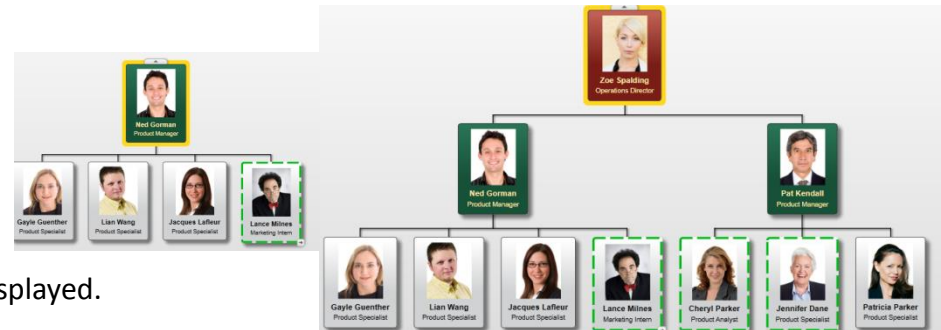 Ned Gorman
Product Manager
Gayle Guenther
Product Specialist
Lian Wang
Product Specialist
Jacques Lafleur
Product Specialist
Lance Milnes
Marketing Intern
splayed.
Zoe Spalding
Operations Director
Ned Gorman
Product Manager
Pat Kendall
Product Manager
Gayle Guenther
Product Specialist
Lian Wang
Product Specialist
Jacques Lafleur
Product Specialist
Lance Milnes
Marketing Intern
Cheryl Parker
Product Analyst
Jennifer Dane
Product Specialist
Patricia Parker
Product Specialist